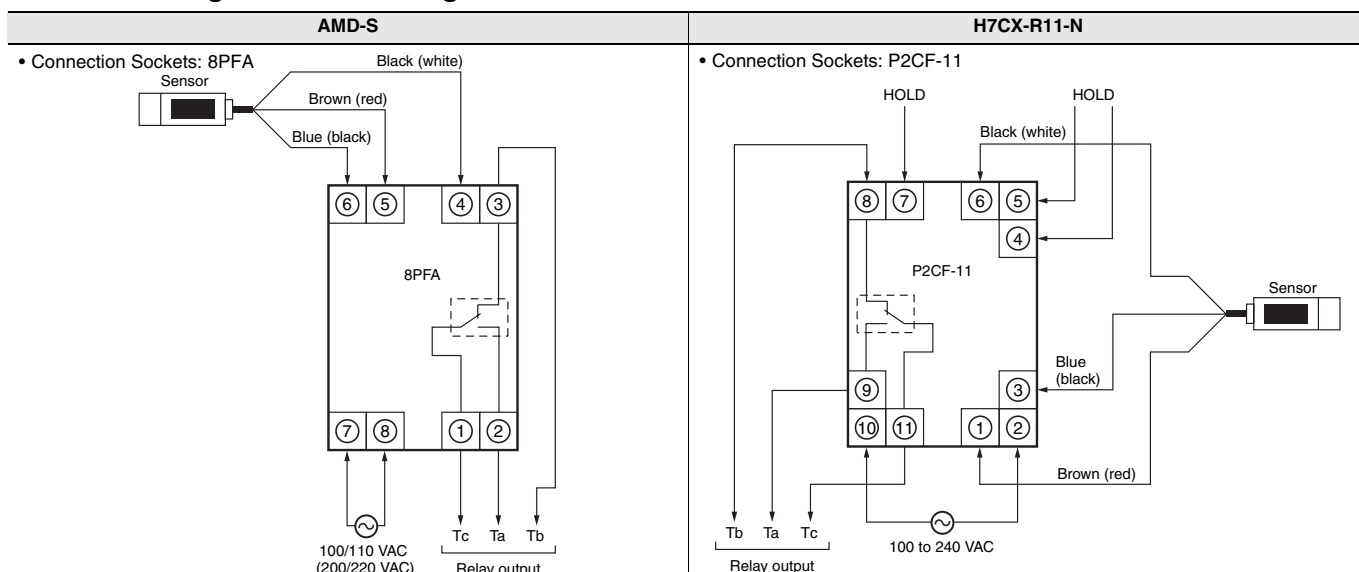 AMD-S
H7CX-R11-N
• Connection Sockets: 8PFA
Sensor
Black (white)
Brown (red)
Blue (black)
6 5 4 3
8PFA
7 8 1 2
Tc Ta Tb
100/110 VAC
(200/220 VAC)
Relay output
• Connection Sockets: P2CF-11
HOLD HOLD
Black (white)
8 7 6 5
4
P2CF-11
Sensor
Blue
(black)
9 3
10 11 1 2
Brown (red)
Tb Ta Tc
100 to 240 VAC
Relay output